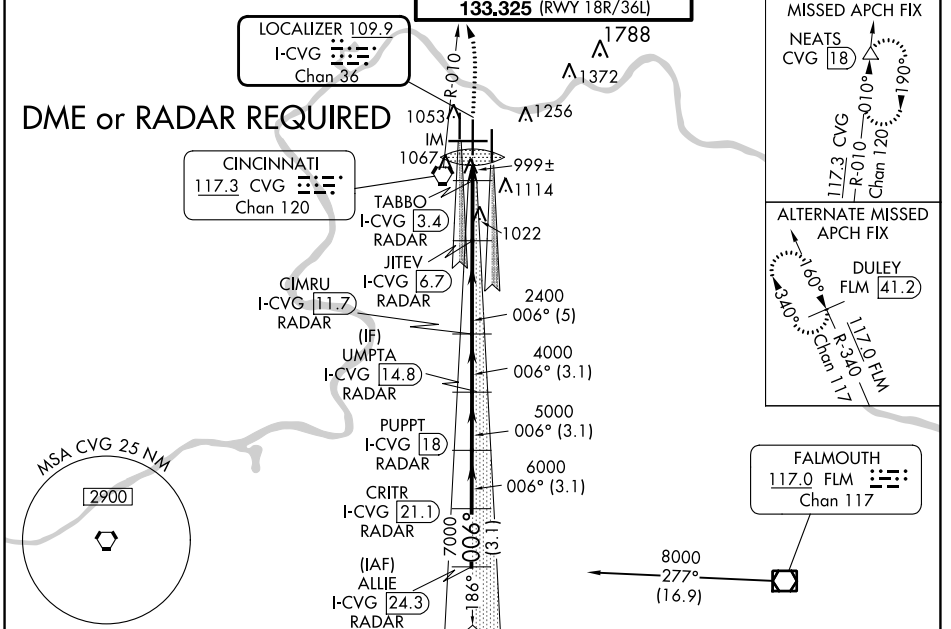 133.325 (RWY 18R/36L)
LOCALIZER 109.9
I-CVG
Chan 36
DME or RADAR REQUIRED
R-010
1788
1372
1256
1053
IM
1067
999±
1114
CINCINNATI
117.3 CVG
Chan 120
TABBO
I-CVG 3.4
RADAR
1022
JITEV
I-CVG 6.7
RADAR
CIMRU
I-CVG 11.7
RADAR
2400
006° (5)
(IF)
UMPTA
I-CVG 14.8
RADAR
4000
006° (3.1)
PUPPT
I-CVG 18
RADAR
5000
006° (3.1)
CRITR
I-CVG 21.1
RADAR
6000
006° (3.1)
7000
006°
(3.1)
(IAF)
ALLIE
I-CVG 24.3
RADAR
186°
MSA CVG 25 NM
2900
MISSED APCH FIX
NEATS
CVG 18
010°
190°
117.3 CVG
R-010
Chan 120
ALTERNATE MISSED
APCH FIX
DULEY
FLM 41.2
160°
340°
117.0 FLM
R-340
Chan 117
FALMOUTH
117.0 FLM
Chan 117
8000
277°
(16.9)